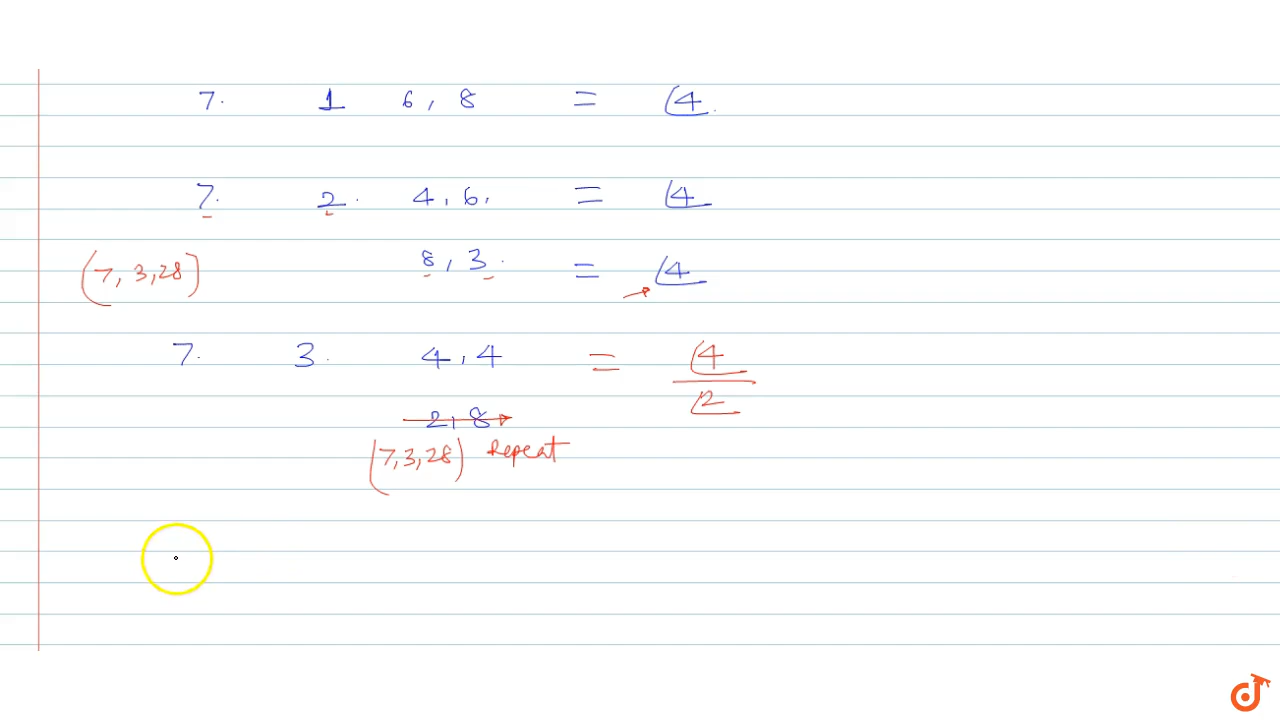 7. 1 6, 8 = ⌊4.
7. 2. 4, 6, = ⌊4
(7, 3, 28) 8, 3. = ⌊4
7. 3. 4, 4 = ⌊4/⌊2
2, 8
(7, 3, 28) Repeat